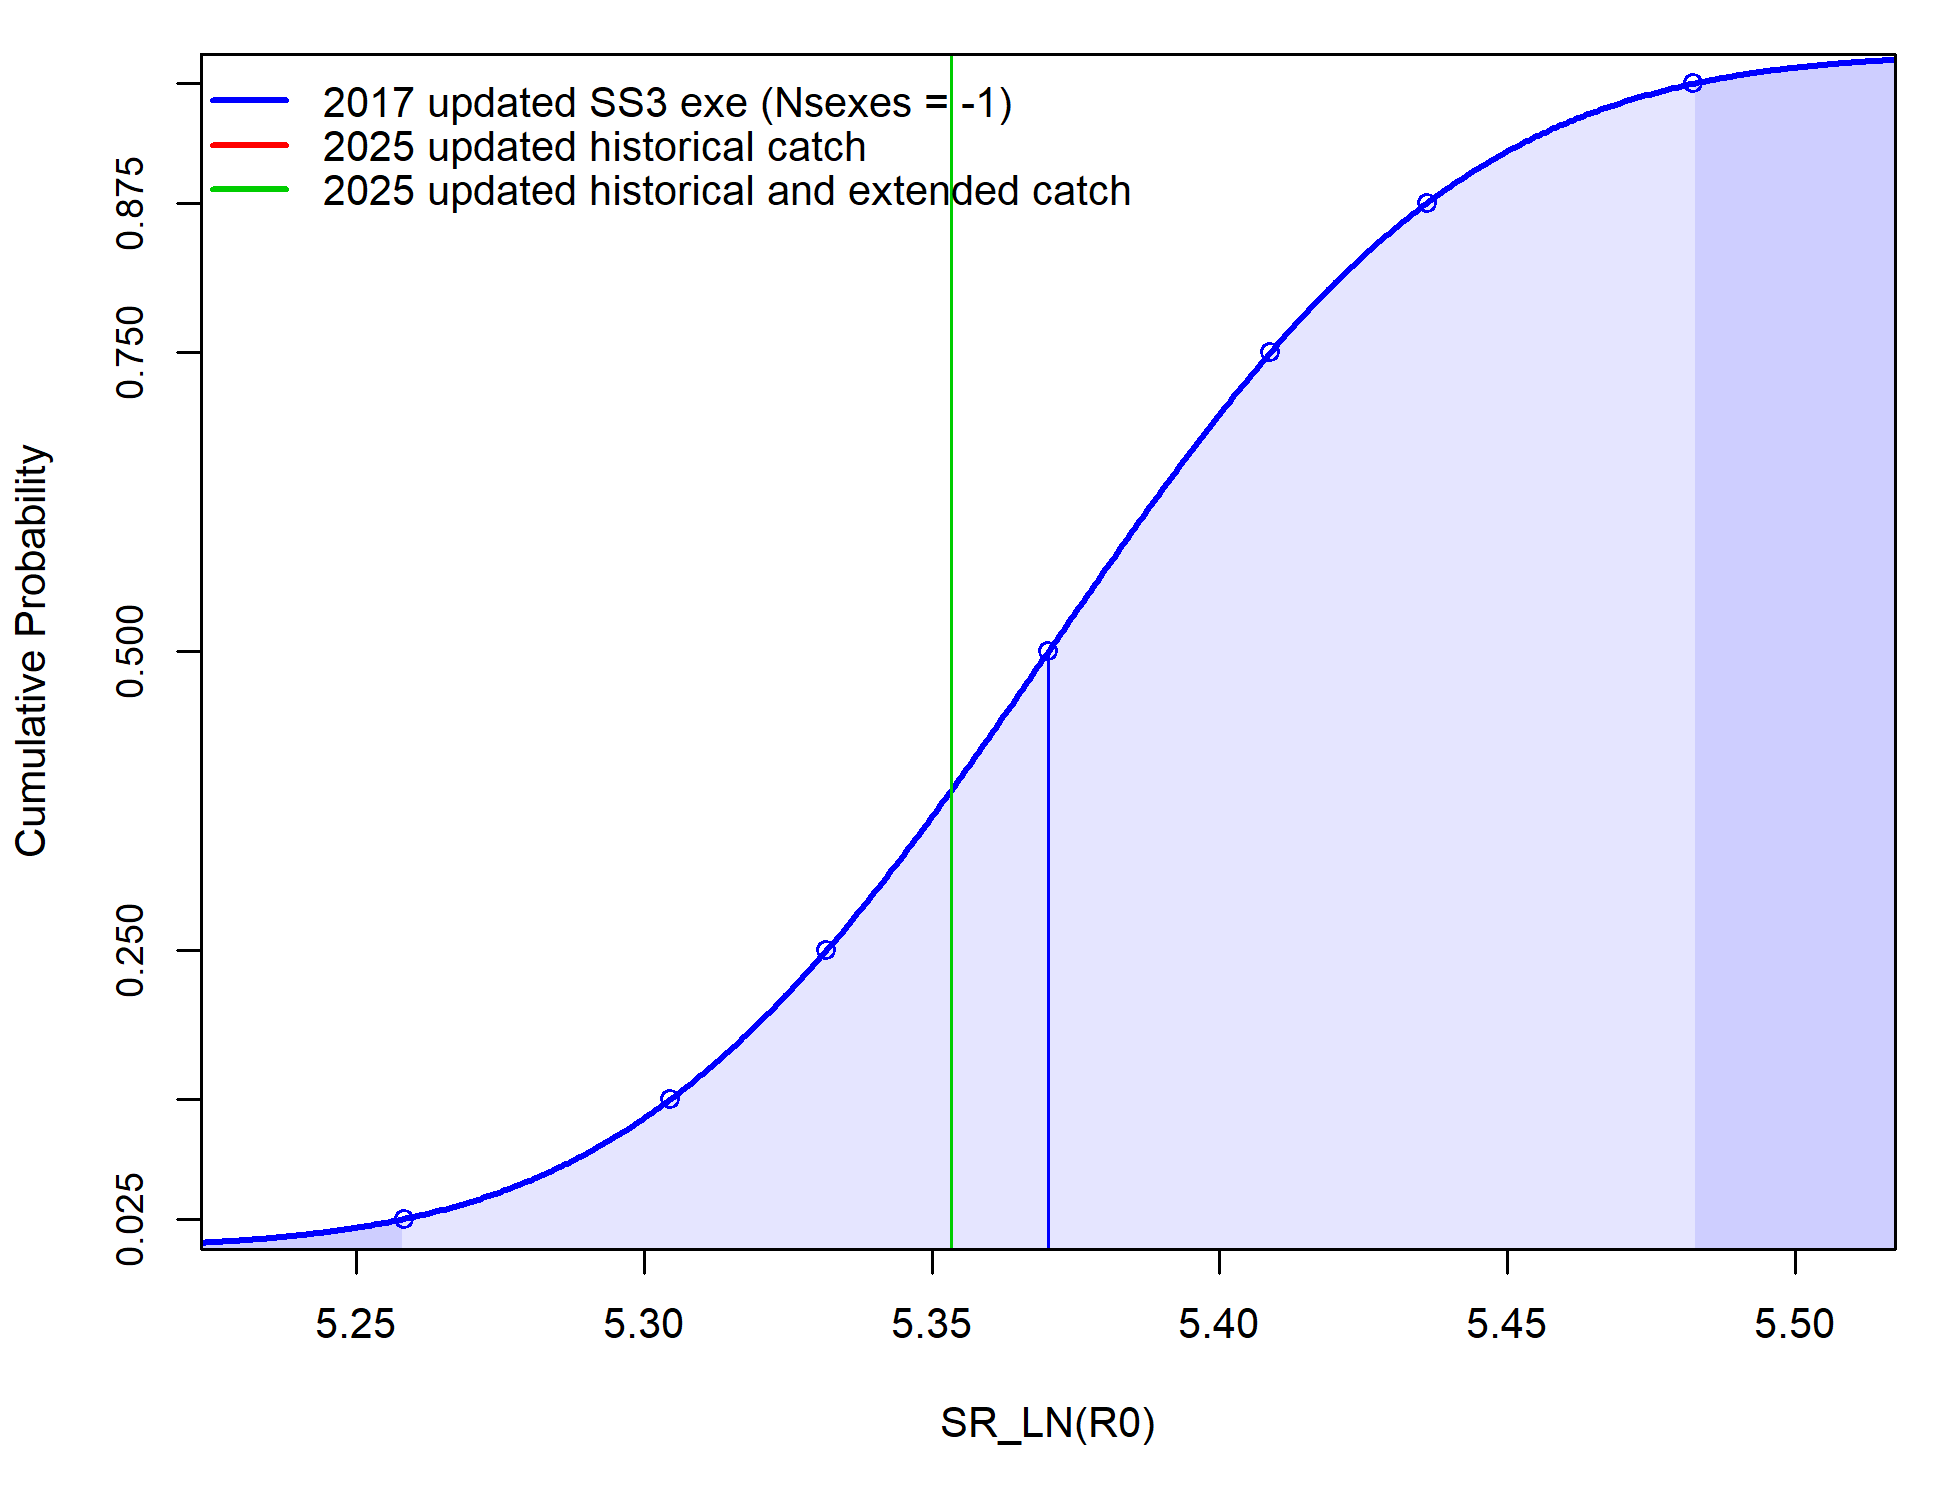 2017 updated SS3 exe (Nsexes = -1)
2025 updated historical catch
2025 updated historical and extended catch
Cumulative Probability
0.875
0.750
0.500
0.250
0.025
5.25 5.30 5.35 5.40 5.45 5.50
SR_LN(R0)